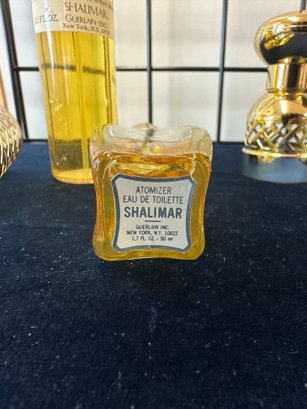 SHALIMAR
GUERLAIN INC.
New York, N.Y.
ATOMIZER
EAU DE TOILETTE
SHALIMAR
GUERLAIN INC.
NEW YORK, N.Y. 10022
1.7 FL. OZ. - 50 ml